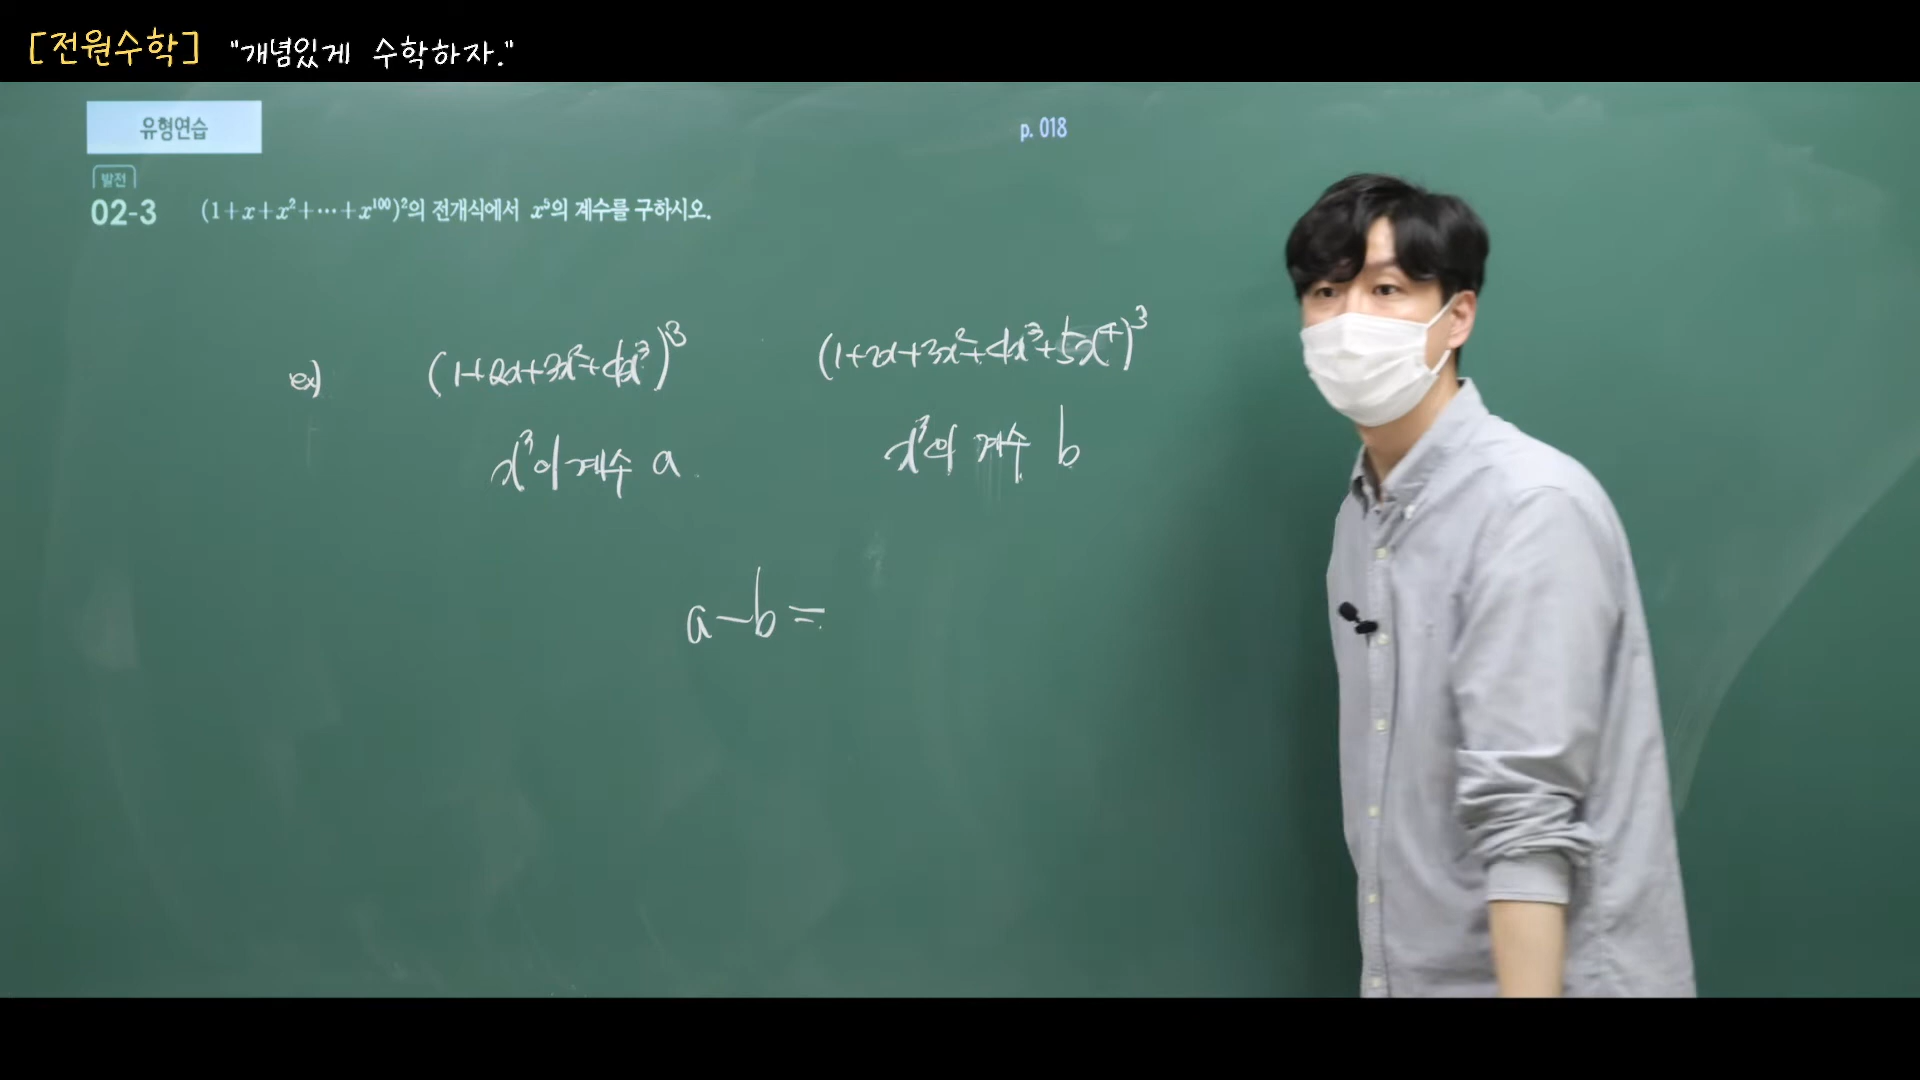 [전원수학] "개념있게 수학하자."
유형연습
p. 018
발전
02-3 (1+x+x²+⋯+x¹⁰⁰)²의 전개식에서 x⁵의 계수를 구하시오.
ex) (1+2x+3x²+4x³)³ (1+2x+3x²+4x³+5x⁴)³
x³의 계수 a x³의 계수 b
a-b=